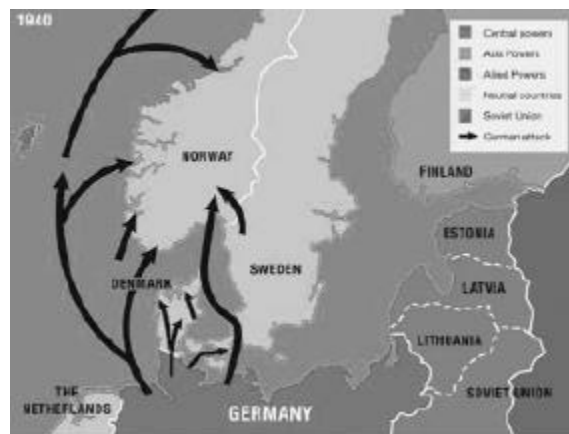 1940
Central powers
Axis Powers
Allied Powers
Neutral countries
Soviet Union
German attack
NORWAY
FINLAND
ESTONIA
SWEDEN
DENMARK
LATVIA
LITHUANIA
THE
NETHERLANDS
SOVIET UNION
GERMANY